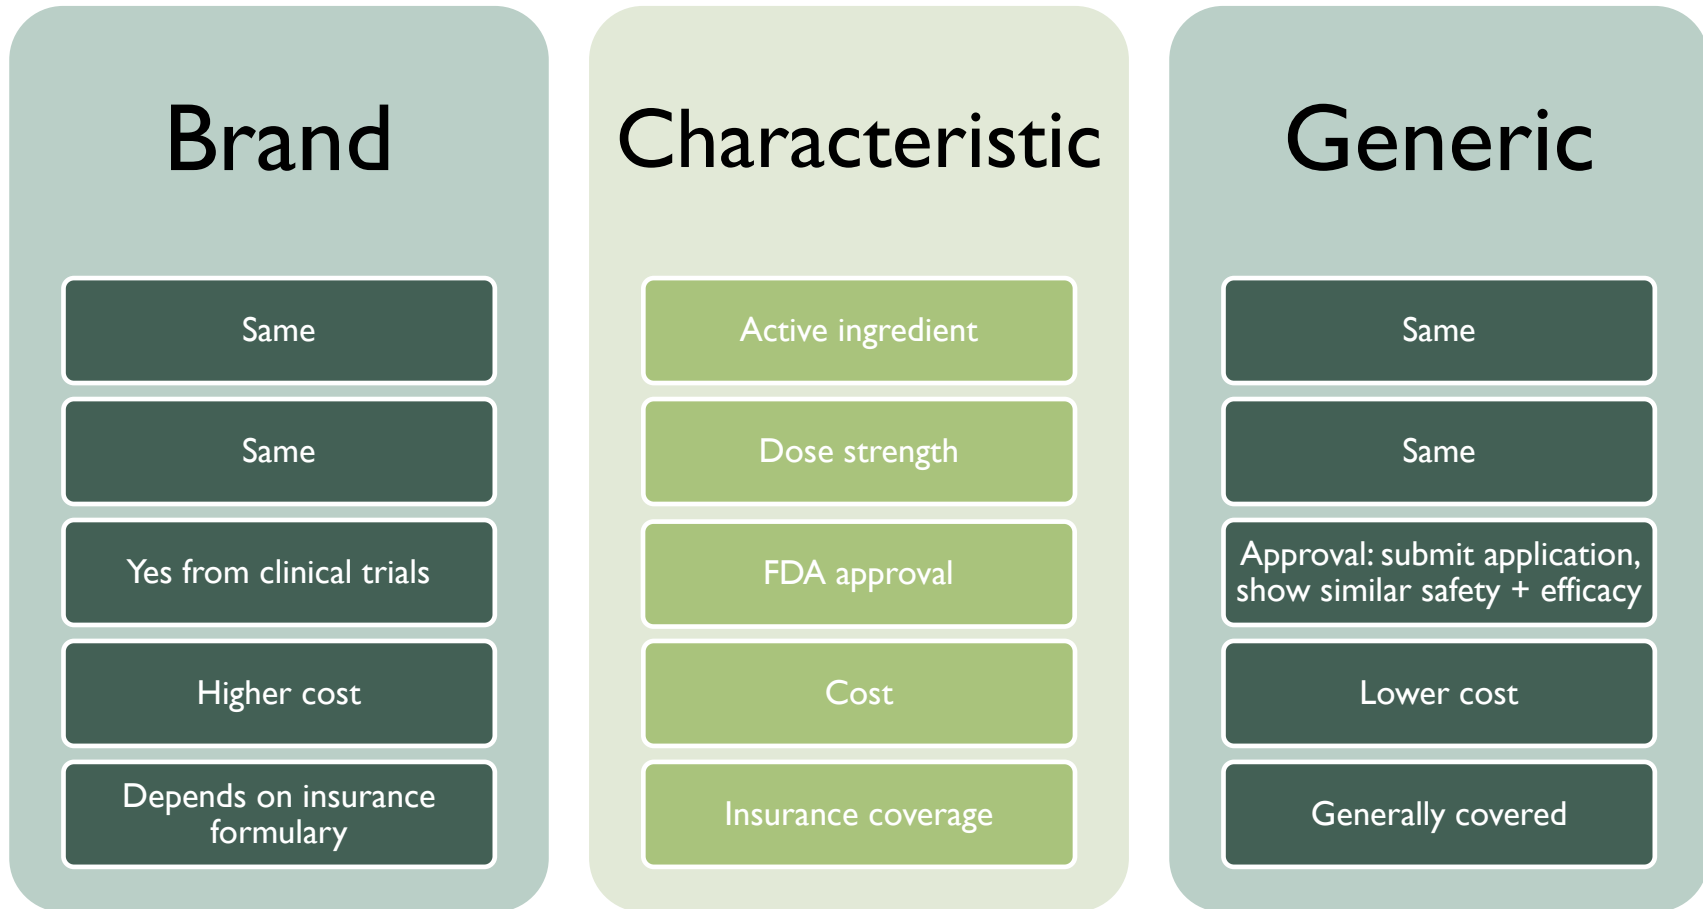 Brand
Characteristic
Generic
Same
Active ingredient
Same
Same
Dose strength
Same
Yes from clinical trials
FDA approval
Approval: submit application,
show similar safety + efficacy
Higher cost
Cost
Lower cost
Depends on insurance
formulary
Insurance coverage
Generally covered